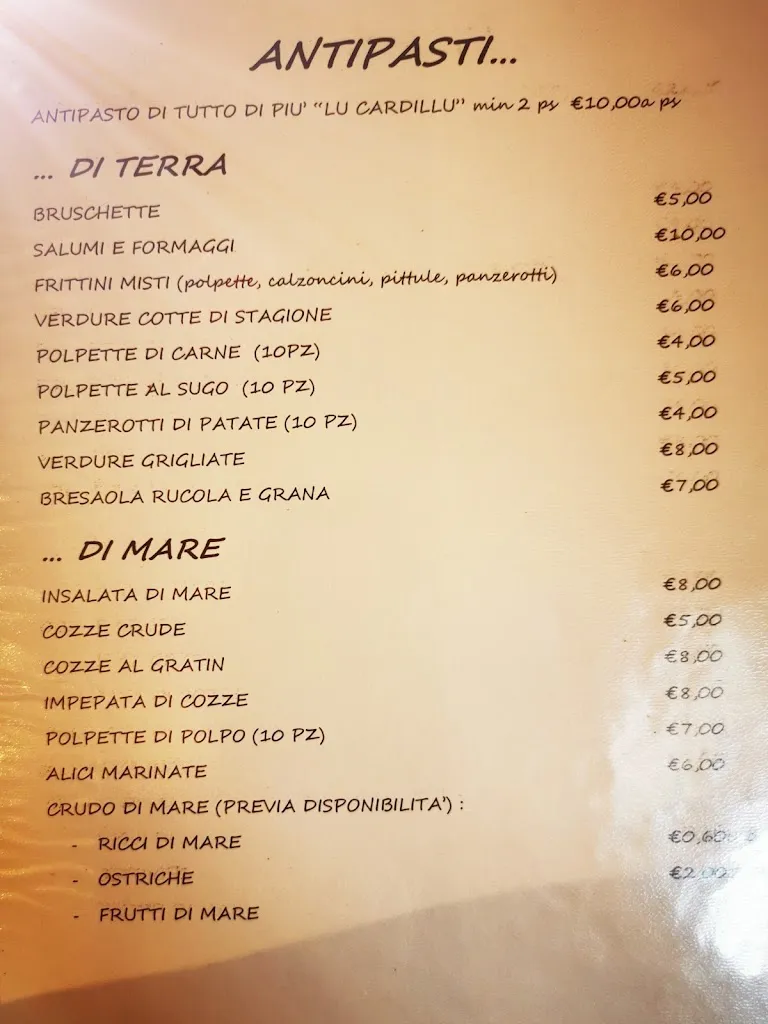 ANTIPASTI...
ANTIPASTO DI TUTTO DI PIU' "LU CARDILLU" min 2 ps €10,00a ps
... DI TERRA
BRUSCHETTE €5,00
SALUMI E FORMAGGI €10,00
FRITTINI MISTI (polpette, calzoncini, pittule, panzerotti) €6,00
VERDURE COTTE DI STAGIONE €6,00
POLPETTE DI CARNE (10PZ) €4,00
POLPETTE AL SUGO (10 PZ) €5,00
PANZEROTTI DI PATATE (10 PZ) €4,00
VERDURE GRIGLIATE €8,00
BRESAOLA RUCOLA E GRANA €7,00
... DI MARE
INSALATA DI MARE €8,00
COZZE CRUDE €5,00
COZZE AL GRATIN €8,00
IMPEPATA DI COZZE €8,00
POLPETTE DI POLPO (10 PZ) €7,00
ALICI MARINATE €6,00
CRUDO DI MARE (PREVIA DISPONIBILITA') :
- RICCI DI MARE
- OSTRICHE
- FRUTTI DI MARE